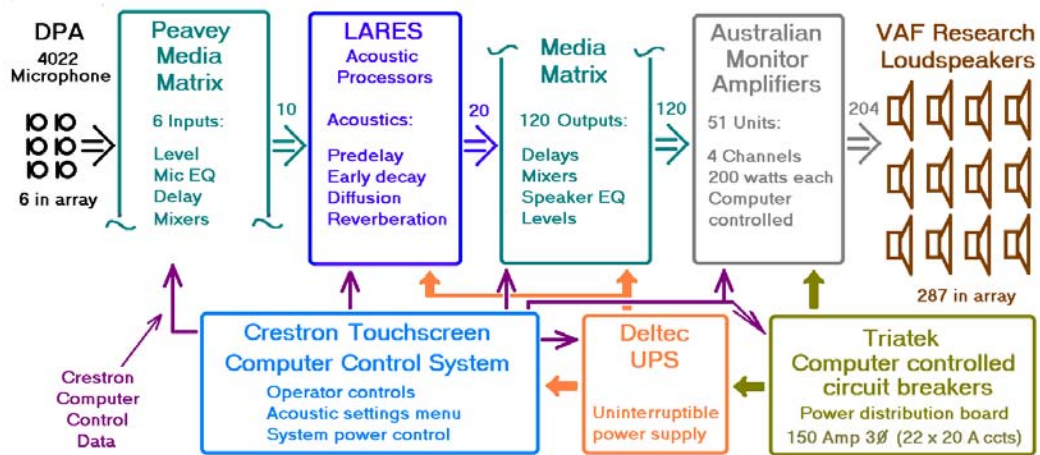 DPA
4022
Microphone
6 in array
Peavey
Media
Matrix
6 Inputs:
Level
Mic EQ
Delay
Mixers
10
LARES
Acoustic
Processors
Acoustics:
Predelay
Early decay
Diffusion
Reverberation
20
Media
Matrix
120 Outputs:
Delays
Mixers
Speaker EQ
Levels
120
Australian
Monitor
Amplifiers
51 Units:
4 Channels
200 watts each
Computer
controlled
204
VAF Research
Loudspeakers
287 in array
Crestron
Computer
Control
Data
Crestron Touchscreen
Computer Control System
Operator controls
Acoustic settings menu
System power control
Deltec
UPS
Uninterruptible
power supply
Triatek
Computer controlled
circuit breakers
Power distribution board
150 Amp 3Ø (22 x 20 A ccts)